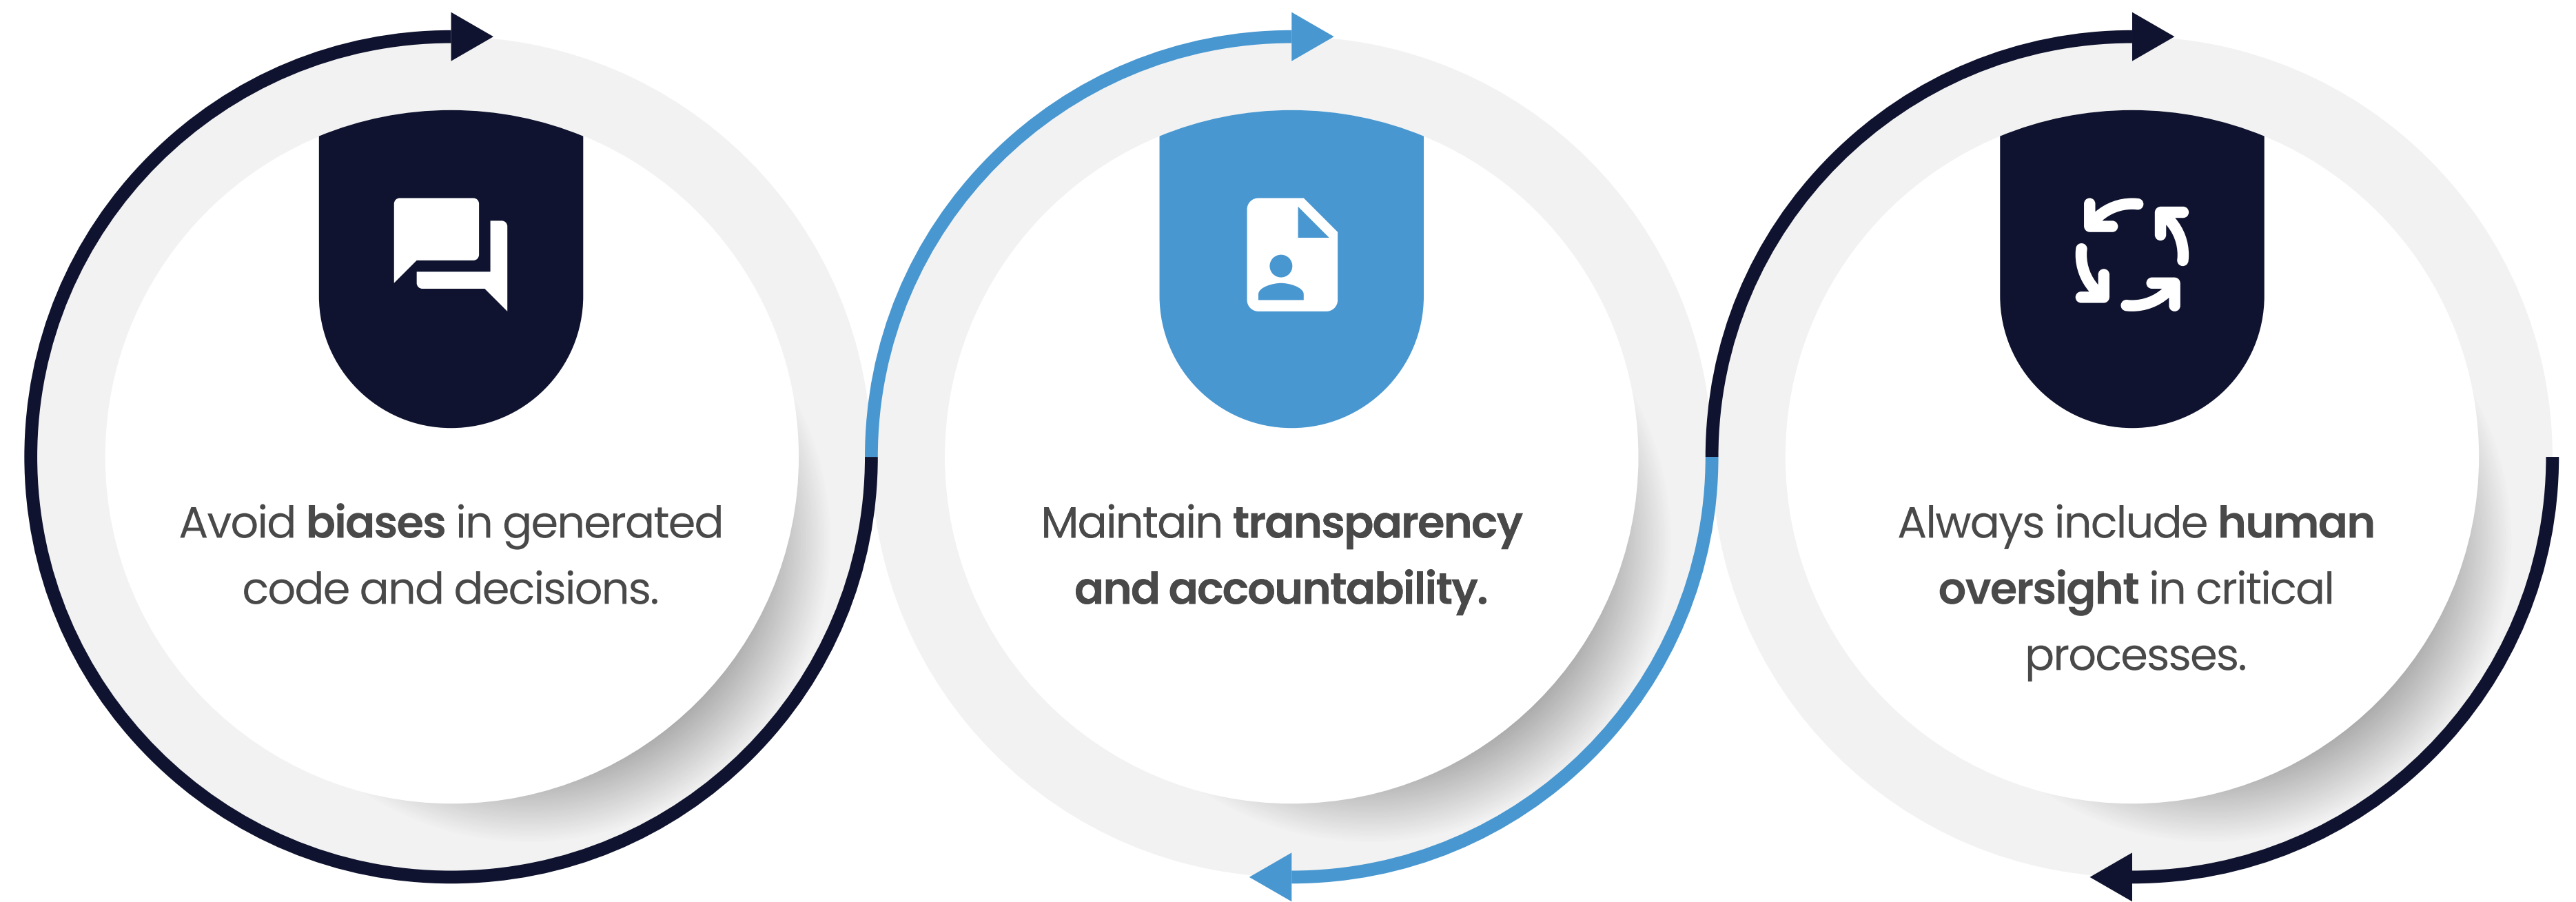 Avoid biases in generated
code and decisions.
Maintain transparency
and accountability.
Always include human
oversight in critical
processes.